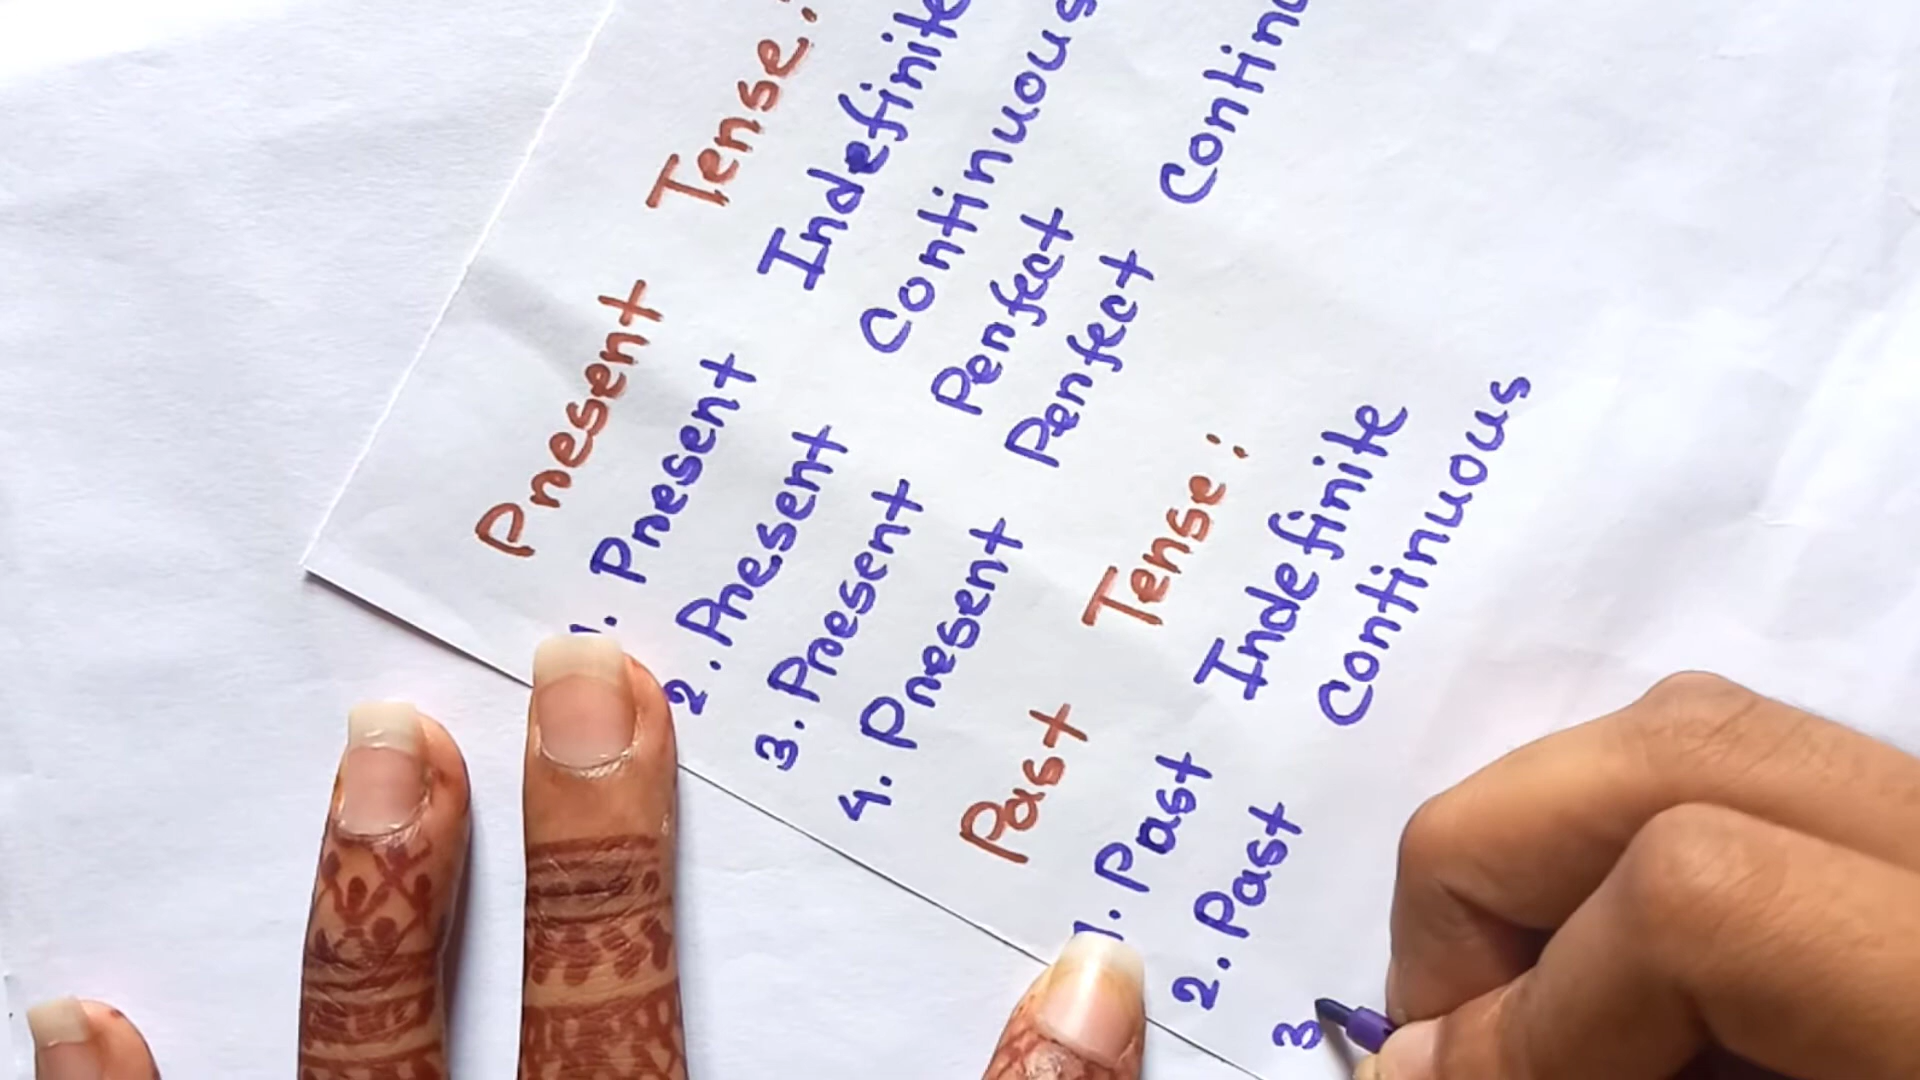 Present Tense:
1. Present Indefinite
2. Present Continuous
3. Present Perfect
4. Present Perfect Continu
Past Tense:
1. Past Indefinite
2. Past Continuous
3